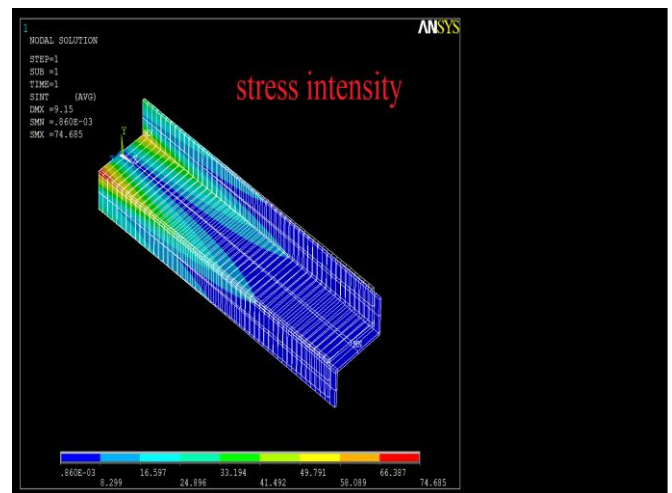 1
ANSYS
NODAL SOLUTION
STEP=1
SUB =1
TIME=1
SINT (AVG)
DMX =9.15
SMN =.860E-03
SMX =74.685
stress intensity
Y
MX
MN
.860E-03 16.597 33.194 49.791 66.387
8.299 24.896 41.492 58.089 74.685